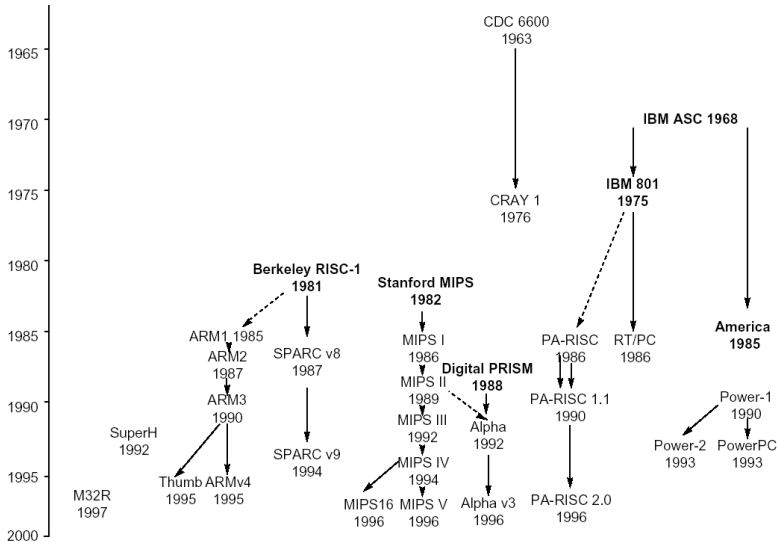 CDC 6600
1963
1965
1970
IBM ASC 1968
1975
IBM 801
1975
CRAY 1
1976
1980
Berkeley RISC-1
1981
Stanford MIPS
1982
1985
ARM1 1985
ARM2
1987
SPARC v8
1987
MIPS I
1986
PA-RISC
1986
RT/PC
1986
America
1985
Digital PRISM
1988
MIPS II
1989
1990
ARM3
1990
PA-RISC 1.1
1990
Power-1
1990
SuperH
1992
MIPS III
1992
Alpha
1992
Power-2
1993
PowerPC
1993
SPARC v9
1994
MIPS IV
1994
1995
Thumb
1995
ARMv4
1995
M32R
1997
MIPS16
1996
MIPS V
1996
Alpha v3
1996
PA-RISC 2.0
1996
2000